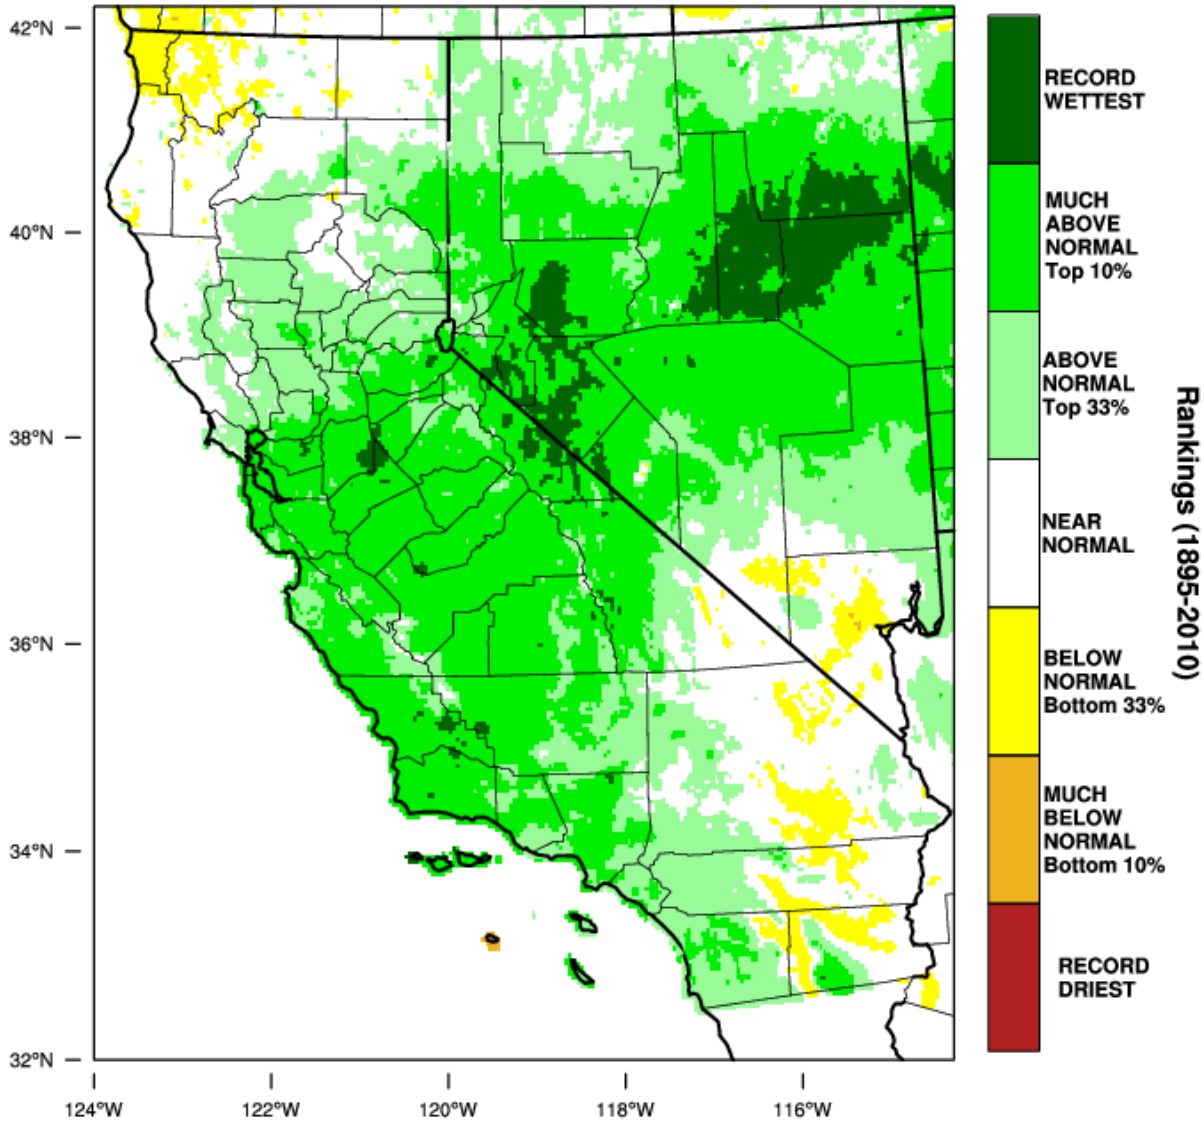 42°N
40°N
38°N
36°N
34°N
32°N
124°W
122°W
120°W
118°W
116°W
RECORD
WETTEST
MUCH
ABOVE
NORMAL
Top 10%
ABOVE
NORMAL
Top 33%
NEAR
NORMAL
BELOW
NORMAL
Bottom 33%
MUCH
BELOW
NORMAL
Bottom 10%
RECORD
DRIEST
Rankings (1895-2010)